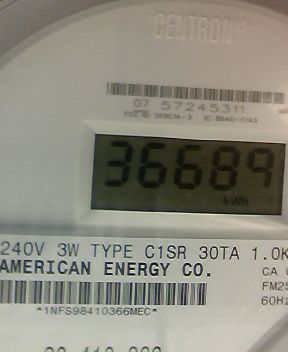 CENTRON®
07 57245311
36689
kWh
240V 3W TYPE C1SR 30TA 1.0K
AMERICAN ENERGY CO.
CA
FM2S
60Hz
*1NFS98410366MEC*